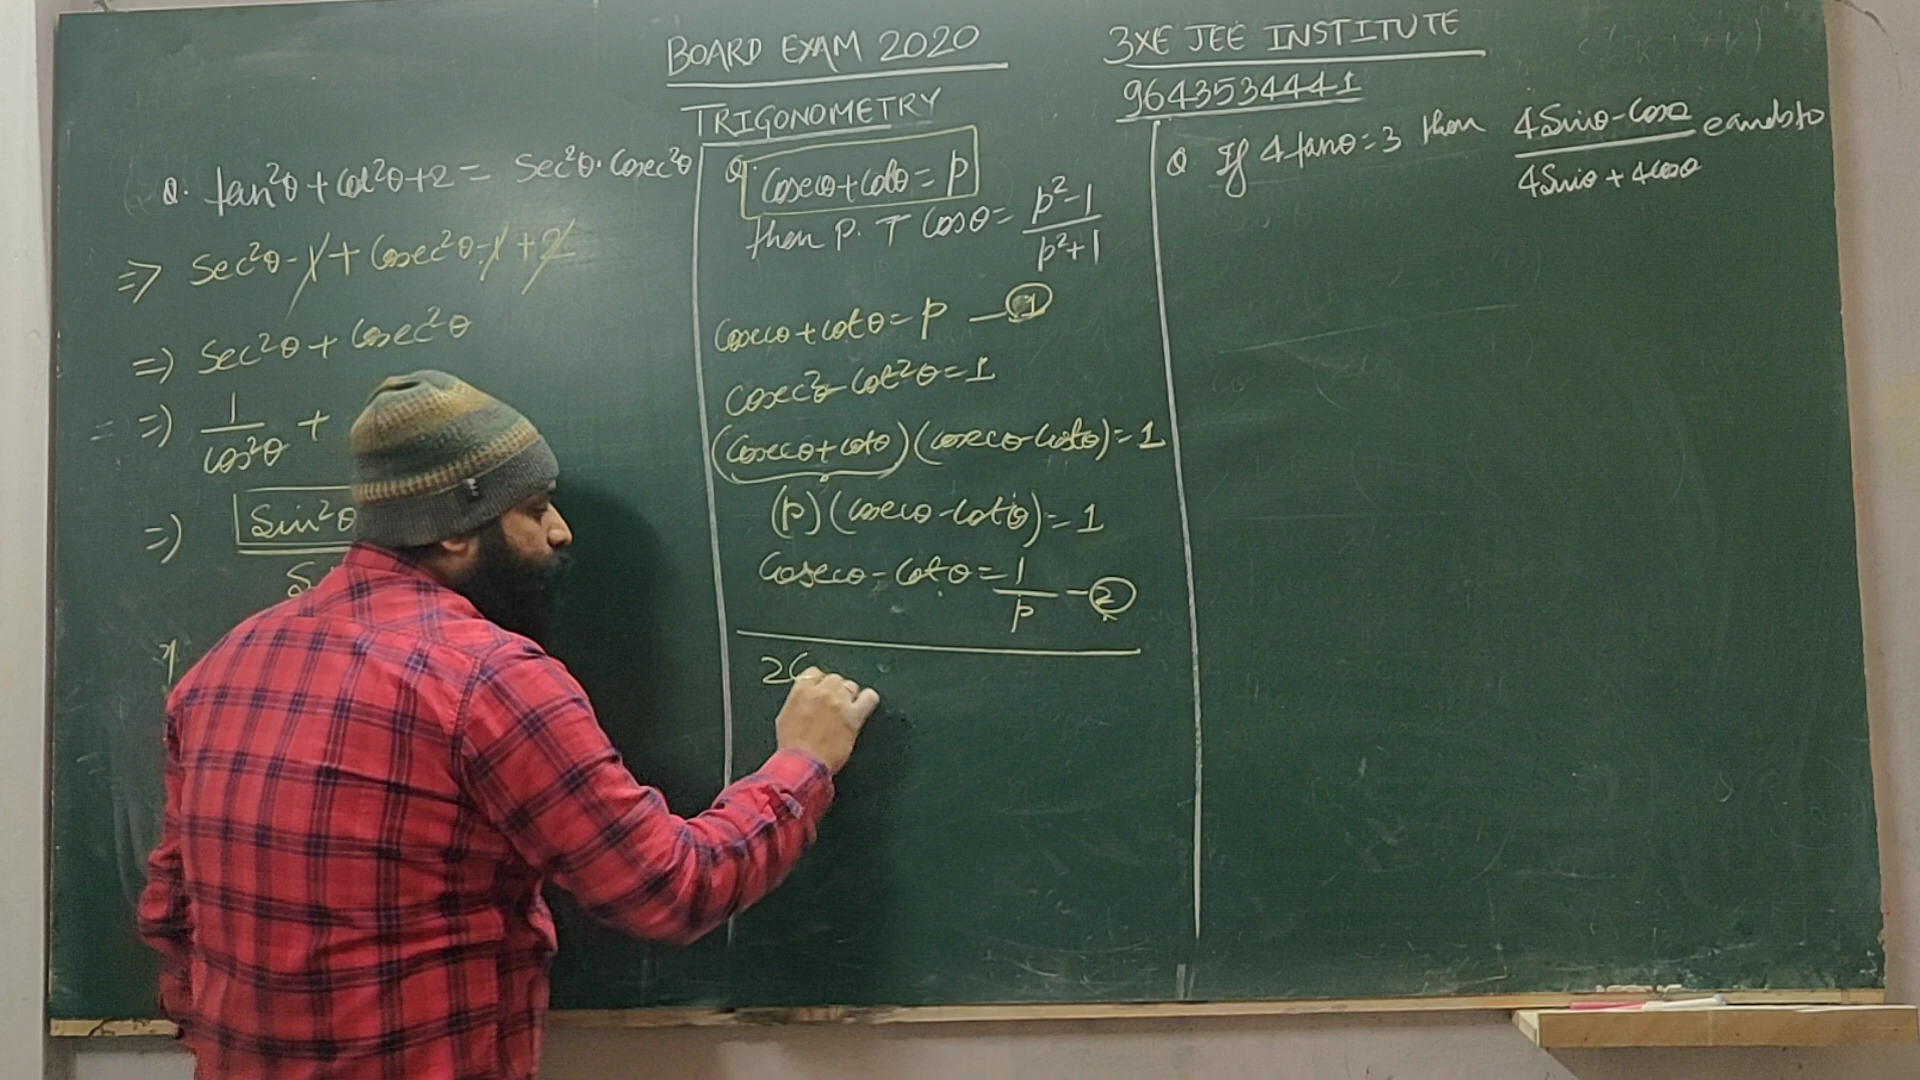 BOARD EXAM 2020
3XE JEE INSTITUTE
9643534441
TRIGONOMETRY
Q. tan²θ + cot²θ + 2 = sec²θ · cosec²θ
=> sec²θ - 1 + cosec²θ - 1 + 2
=) sec²θ + cosec²θ
=) 1/cos²θ +
=) sin²θ
Q. cosecθ + cotθ = p
then P. T cosθ = p²-1/p²+1
cosecθ + cotθ = p — 1
cosec²θ - cot²θ = 1
(cosecθ + cotθ)(cosecθ - cotθ) = 1
(p)(cosecθ - cotθ) = 1
cosecθ - cotθ = 1/p — 2
2C
Q If 4 tanθ = 3 then 4sinθ - cosθ / 4sinθ + 4cosθ